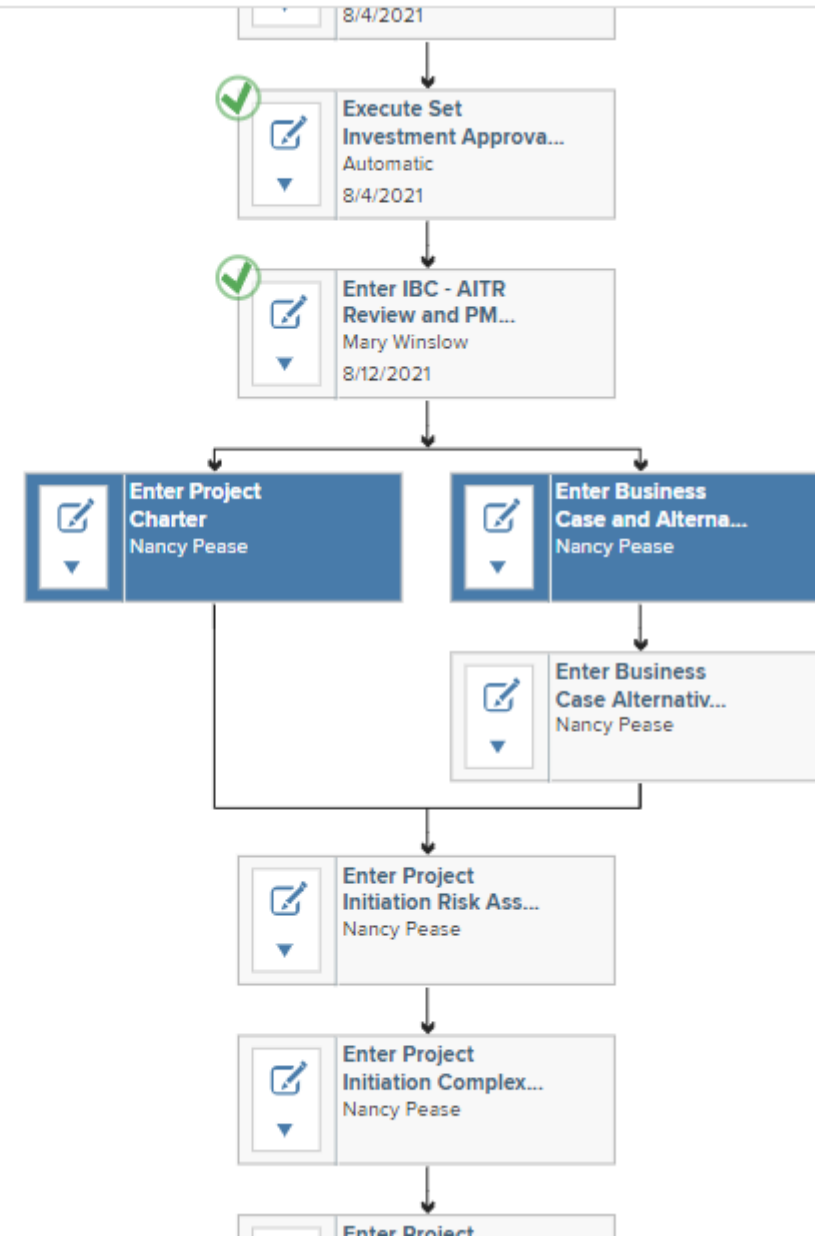 8/4/2021
Execute Set
Investment Approva...
Automatic
8/4/2021
Enter IBC - AITR
Review and PM...
Mary Winslow
8/12/2021
Enter Project
Charter
Nancy Pease
Enter Business
Case and Alterna...
Nancy Pease
Enter Business
Case Alternativ...
Nancy Pease
Enter Project
Initiation Risk Ass...
Nancy Pease
Enter Project
Initiation Complex...
Nancy Pease
Enter Project